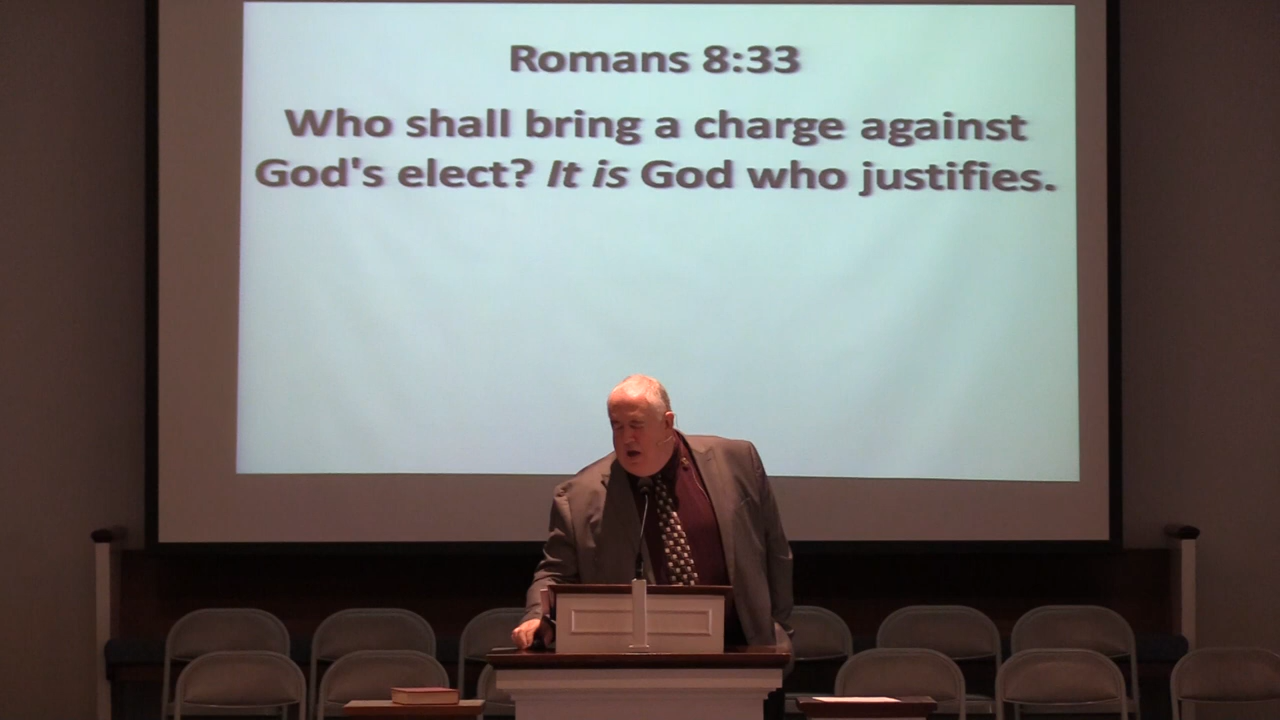 Romans 8:33
Who shall bring a charge against
God's elect? It is God who justifies.